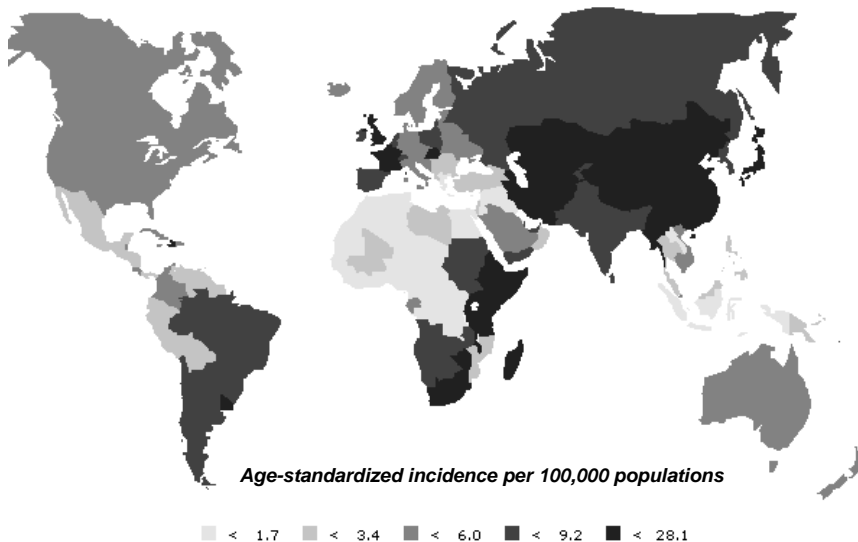 Age-standardized incidence per 100,000 populations
< 1.7 < 3.4 < 6.0 < 9.2 < 28.1